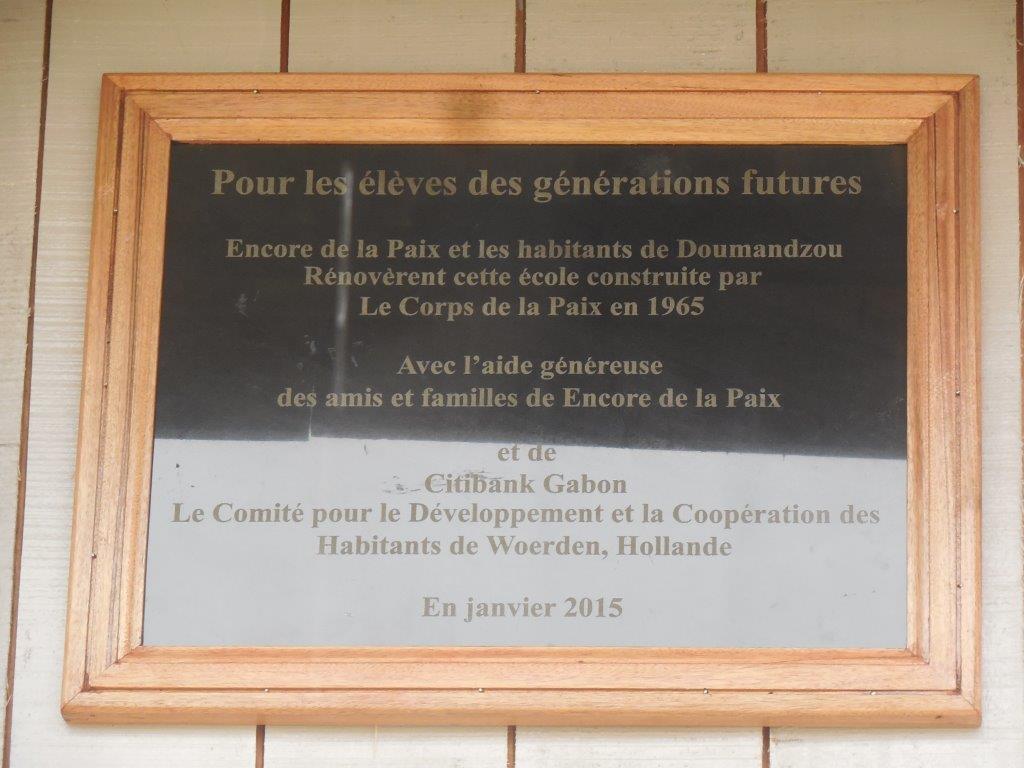 Pour les élèves des générations futures
Encore de la Paix et les habitants de Doumandzou
Rénovèrent cette école construite par
Le Corps de la Paix en 1965
Avec l'aide généreuse
des amis et familles de Encore de la Paix
et de
Citibank Gabon
Le Comité pour le Développement et la Coopération des
Habitants de Woerden, Hollande
En janvier 2015